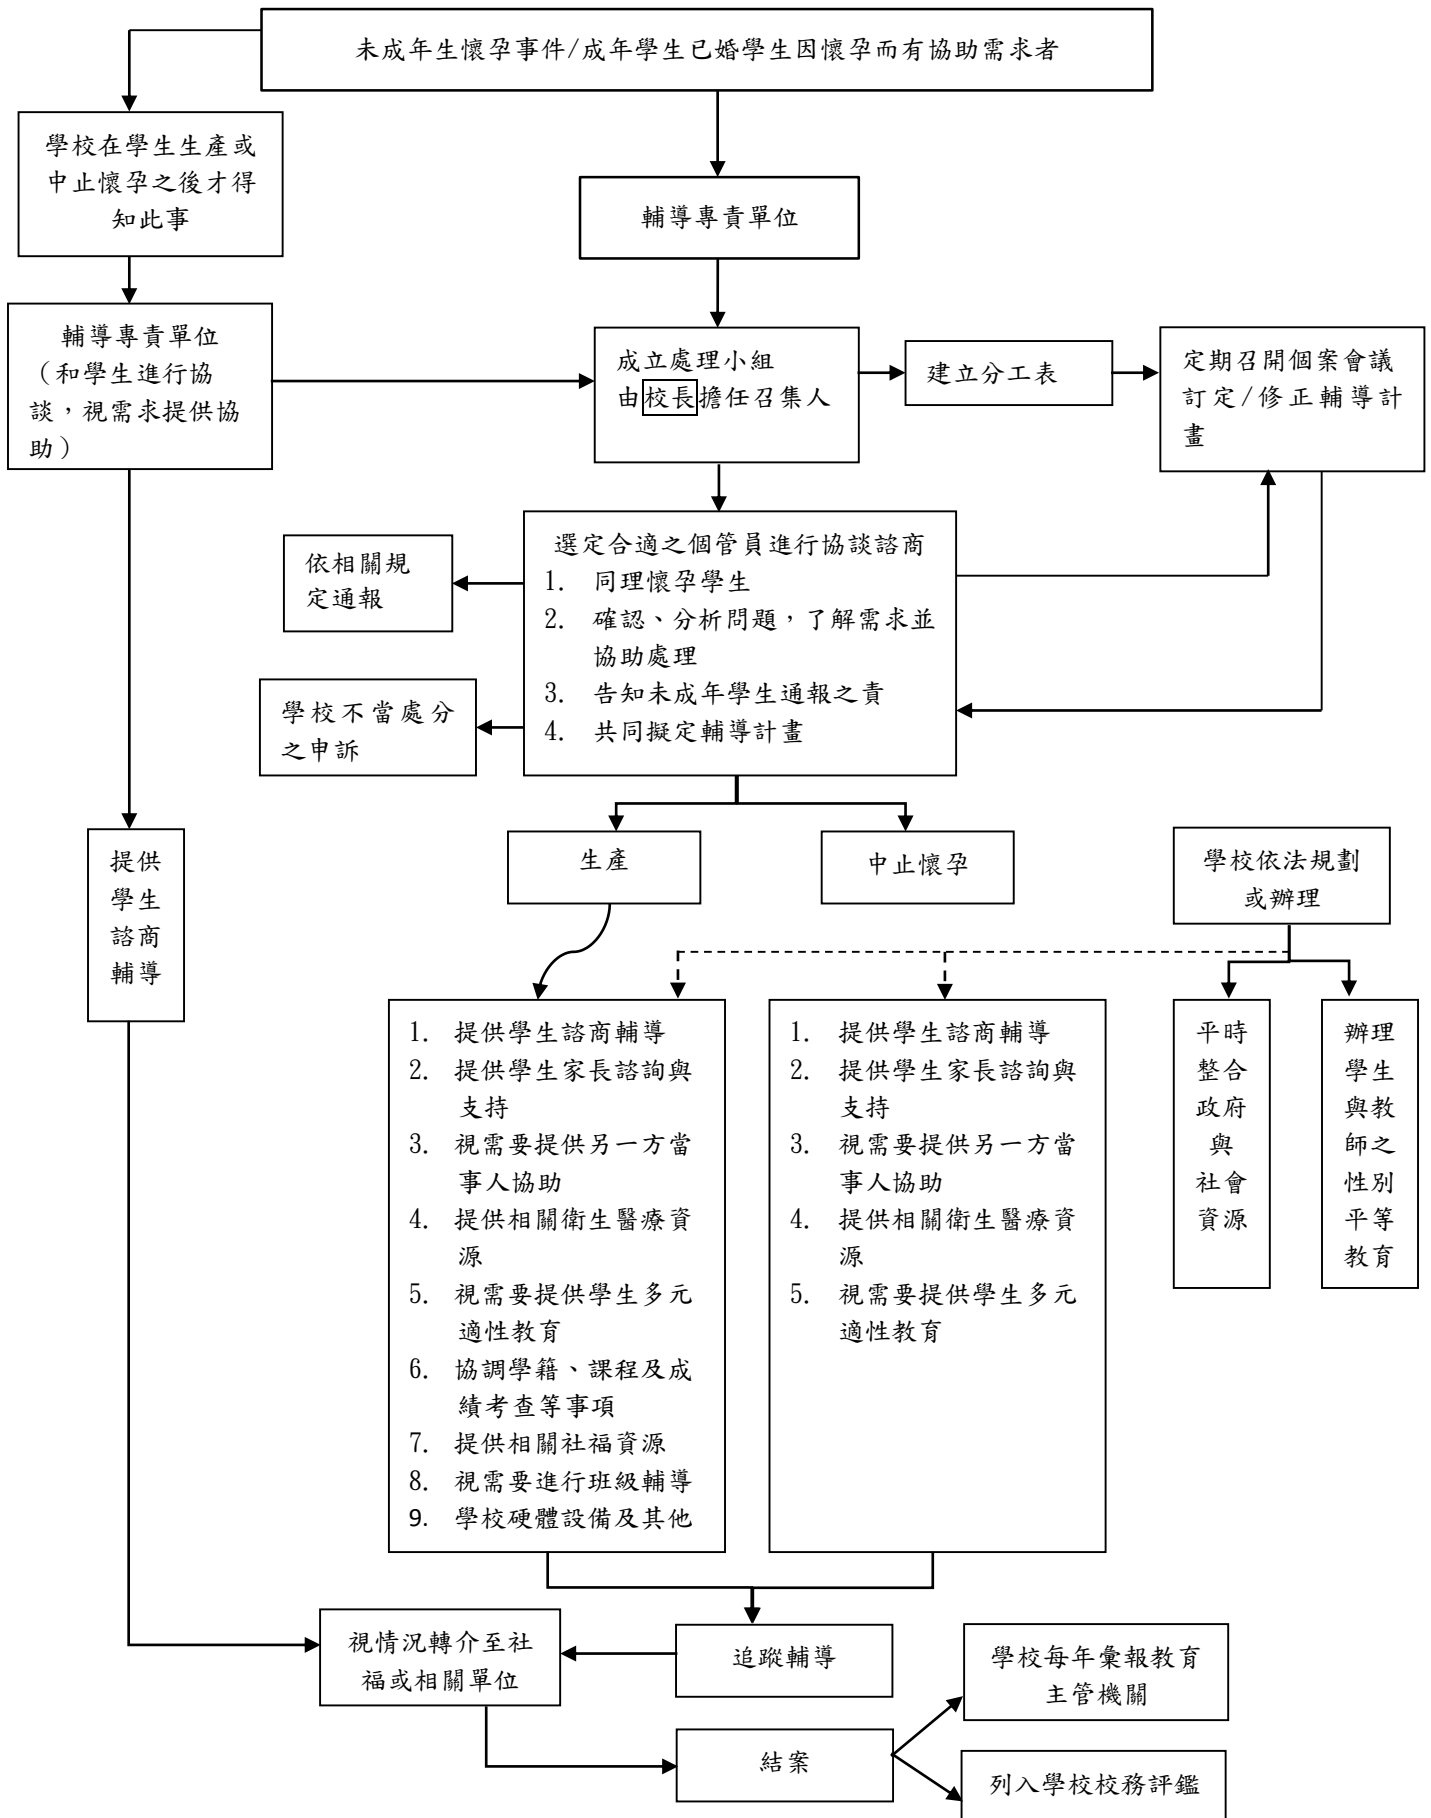 未成年生懷孕事件/成年學生已婚學生因懷孕而有協助需求者
學校在學生生產或
中止懷孕之後才得
知此事
輔導專責單位
輔導專責單位
（和學生進行協
談，視需求提供協
助）
成立處理小組
由校長擔任召集人
建立分工表
定期召開個案會議
訂定/修正輔導計
畫
依相關規
定通報
學校不當處分
之申訴
選定合適之個管員進行協談諮商
1. 同理懷孕學生
2. 確認、分析問題，了解需求並
協助處理
3. 告知未成年學生通報之責
4. 共同擬定輔導計畫
提供
學生
諮商
輔導
生產
中止懷孕
學校依法規劃
或辦理
1. 提供學生諮商輔導
2. 提供學生家長諮詢與
支持
3. 視需要提供另一方當
事人協助
4. 提供相關衛生醫療資
源
5. 視需要提供學生多元
適性教育
6. 協調學籍、課程及成
績考查等事項
7. 提供相關社福資源
8. 視需要進行班級輔導
9. 學校硬體設備及其他
1. 提供學生諮商輔導
2. 提供學生家長諮詢與
支持
3. 視需要提供另一方當
事人協助
4. 提供相關衛生醫療資
源
5. 視需要提供學生多元
適性教育
平時
整合
政府
與
社會
資源
辦理
學生
與教
師之
性別
平等
教育
視情況轉介至社
福或相關單位
追蹤輔導
結案
學校每年彙報教育
主管機關
列入學校校務評鑑